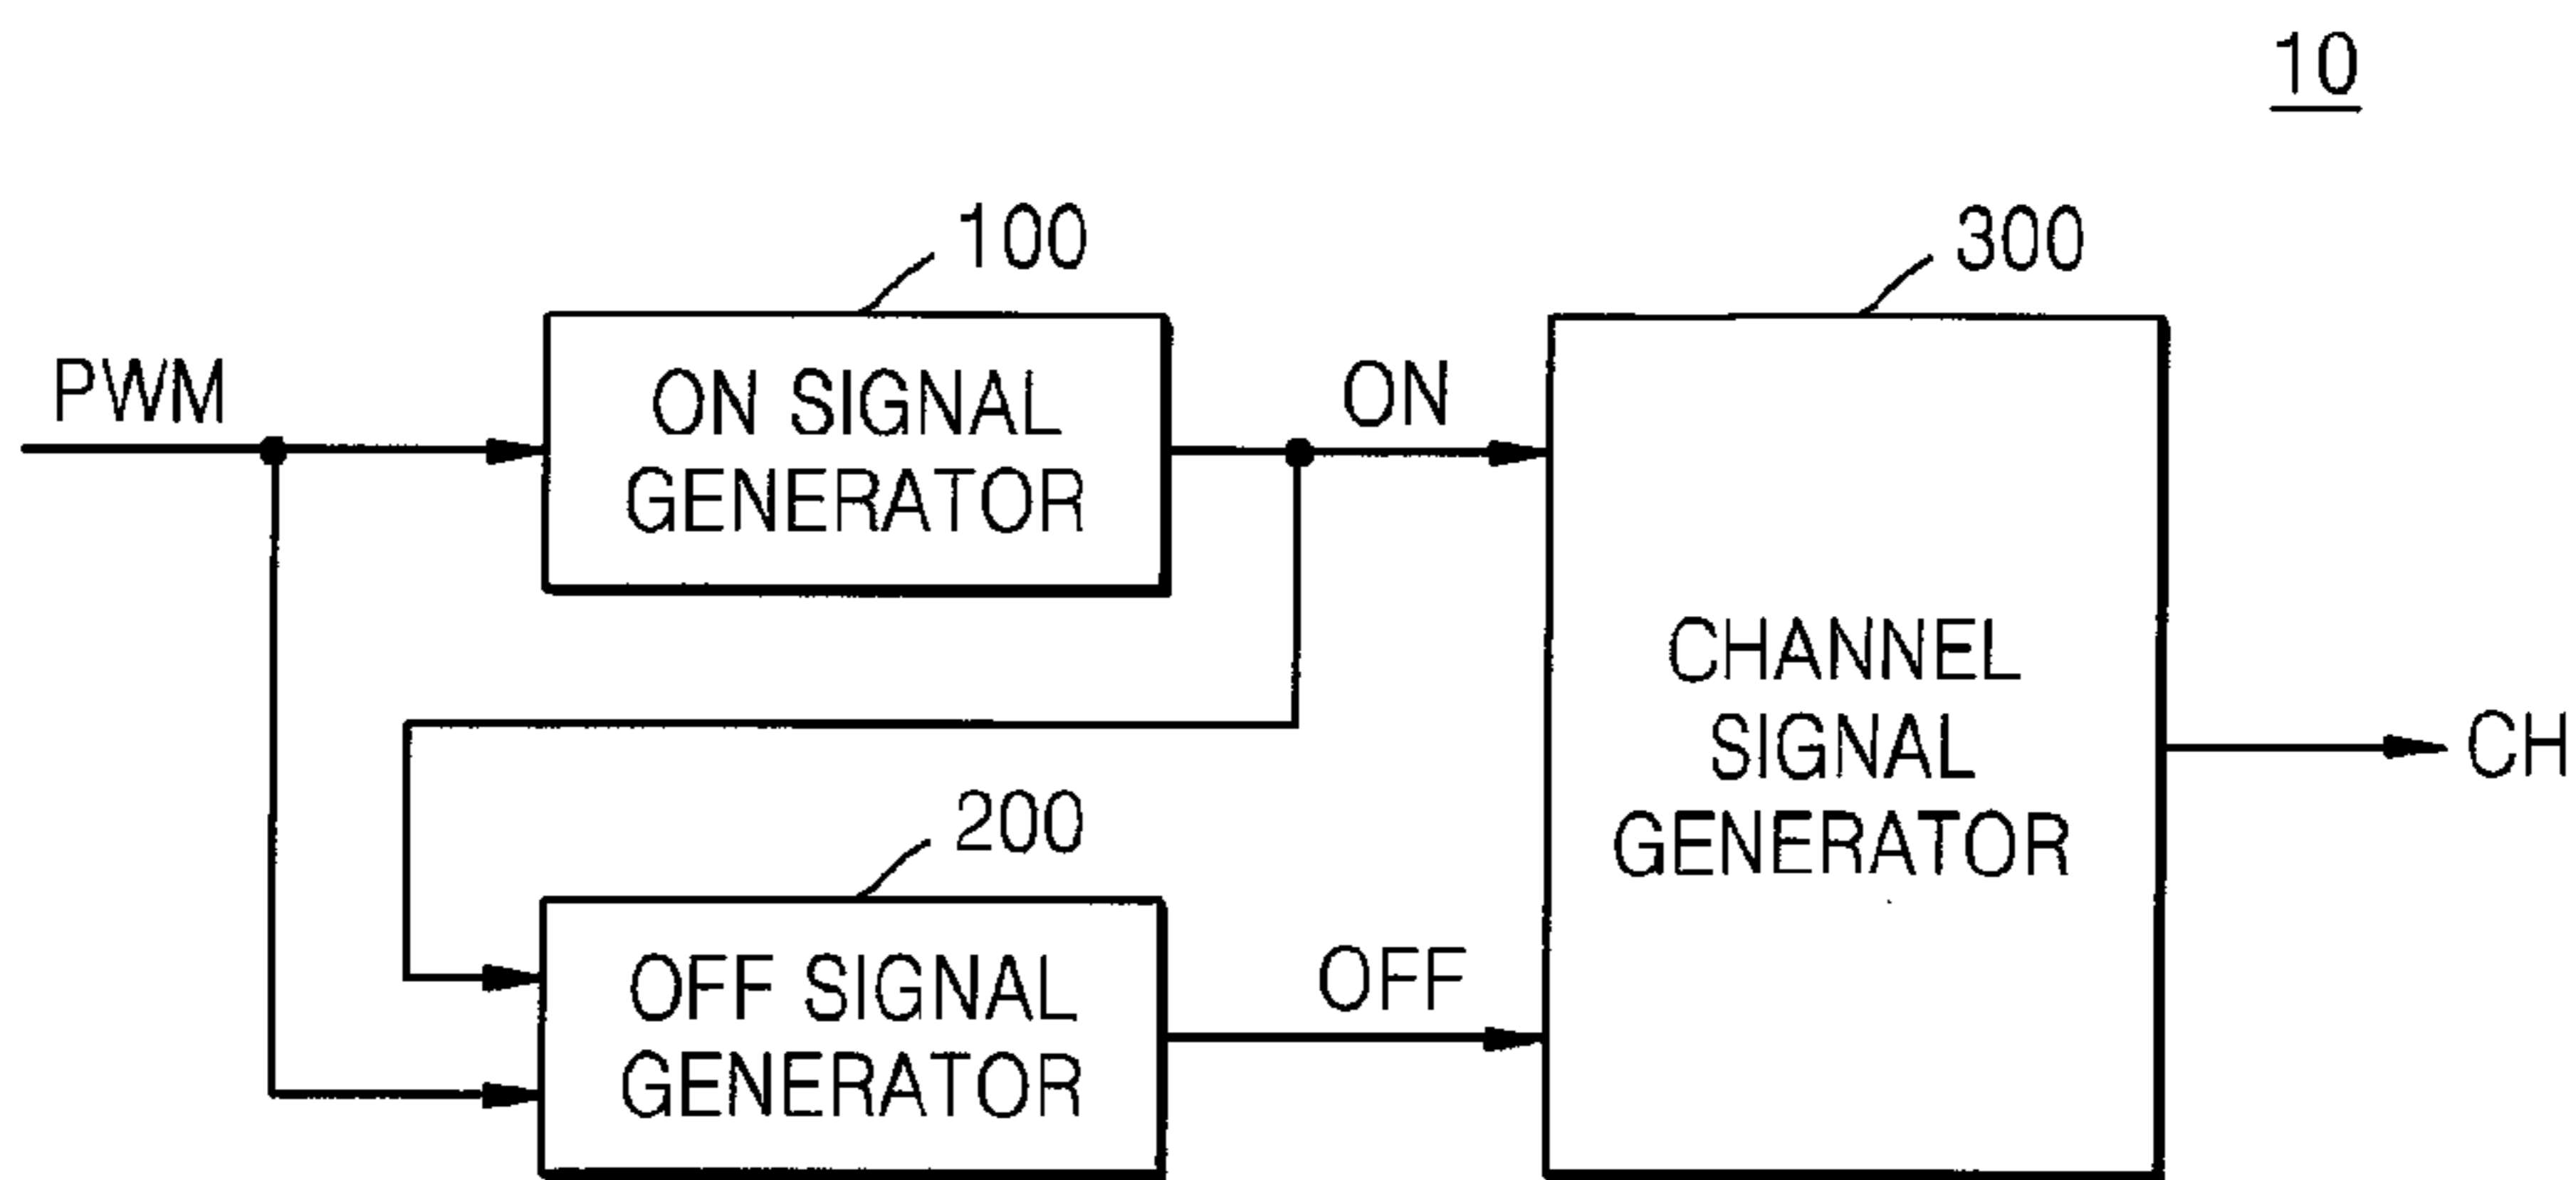 10
100
300
PWM
ON SIGNAL
GENERATOR
ON
CHANNEL
SIGNAL
GENERATOR
CH
200
OFF SIGNAL
GENERATOR
OFF